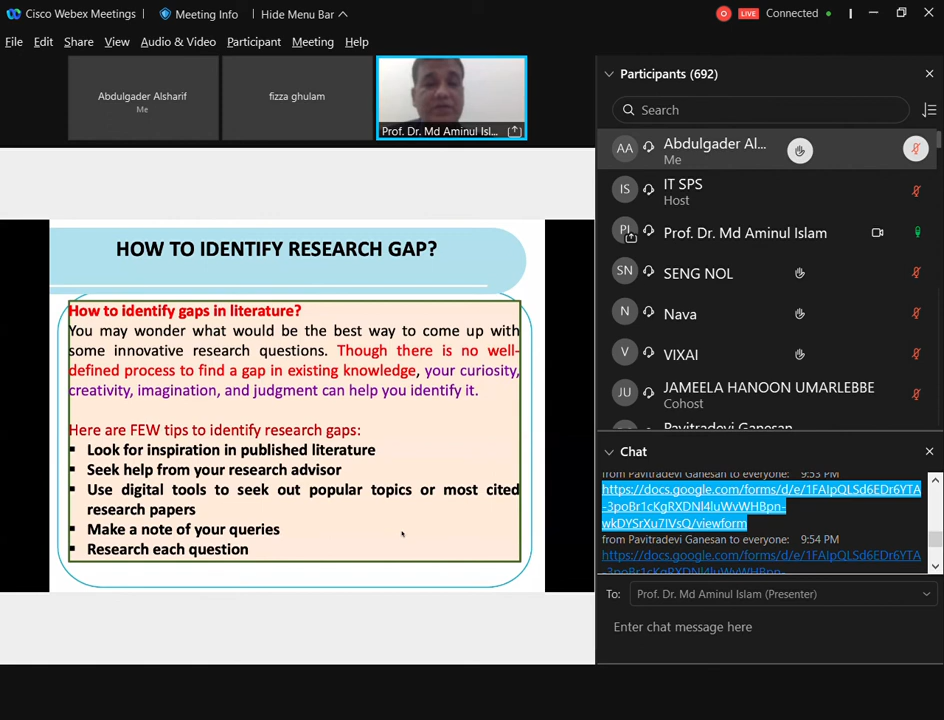 Cisco Webex Meetings
Meeting Info
Hide Menu Bar
LIVE
Connected
File Edit Share View Audio & Video Participant Meeting Help
Abdulgader Alsharif
Me
fizza ghulam
Prof. Dr. Md Aminul Isl...
HOW TO IDENTIFY RESEARCH GAP?
How to identify gaps in literature?
You may wonder what would be the best way to come up with
some innovative research questions. Though there is no well-
defined process to find a gap in existing knowledge, your curiosity,
creativity, imagination, and judgment can help you identify it.
Here are FEW tips to identify research gaps:
▪ Look for inspiration in published literature
▪ Seek help from your research advisor
▪ Use digital tools to seek out popular topics or most cited
research papers
▪ Make a note of your queries
▪ Research each question
Participants (692)
Search
AA Abdulgader Al...
Me
IS IT SPS
Host
PI Prof. Dr. Md Aminul Islam
SN SENG NOL
N Nava
V VIXAI
JU JAMEELA HANOON UMARLEBBE
Cohost
Pavitradevi Ganesan
Chat
from Pavitradevi Ganesan to everyone: 9:53 PM
https://docs.google.com/forms/d/e/1FAIpQLSd6EDr6YTA
-3poBr1cKgRXDNl4luWvWHBpn-
wkDYSrXu7IVsQ/viewform
from Pavitradevi Ganesan to everyone: 9:54 PM
https://docs.google.com/forms/d/e/1FAIpQLSd6EDr6YTA
-3poBr1cKgRXDNl4luWvWHBpn-
To: Prof. Dr. Md Aminul Islam (Presenter)
Enter chat message here